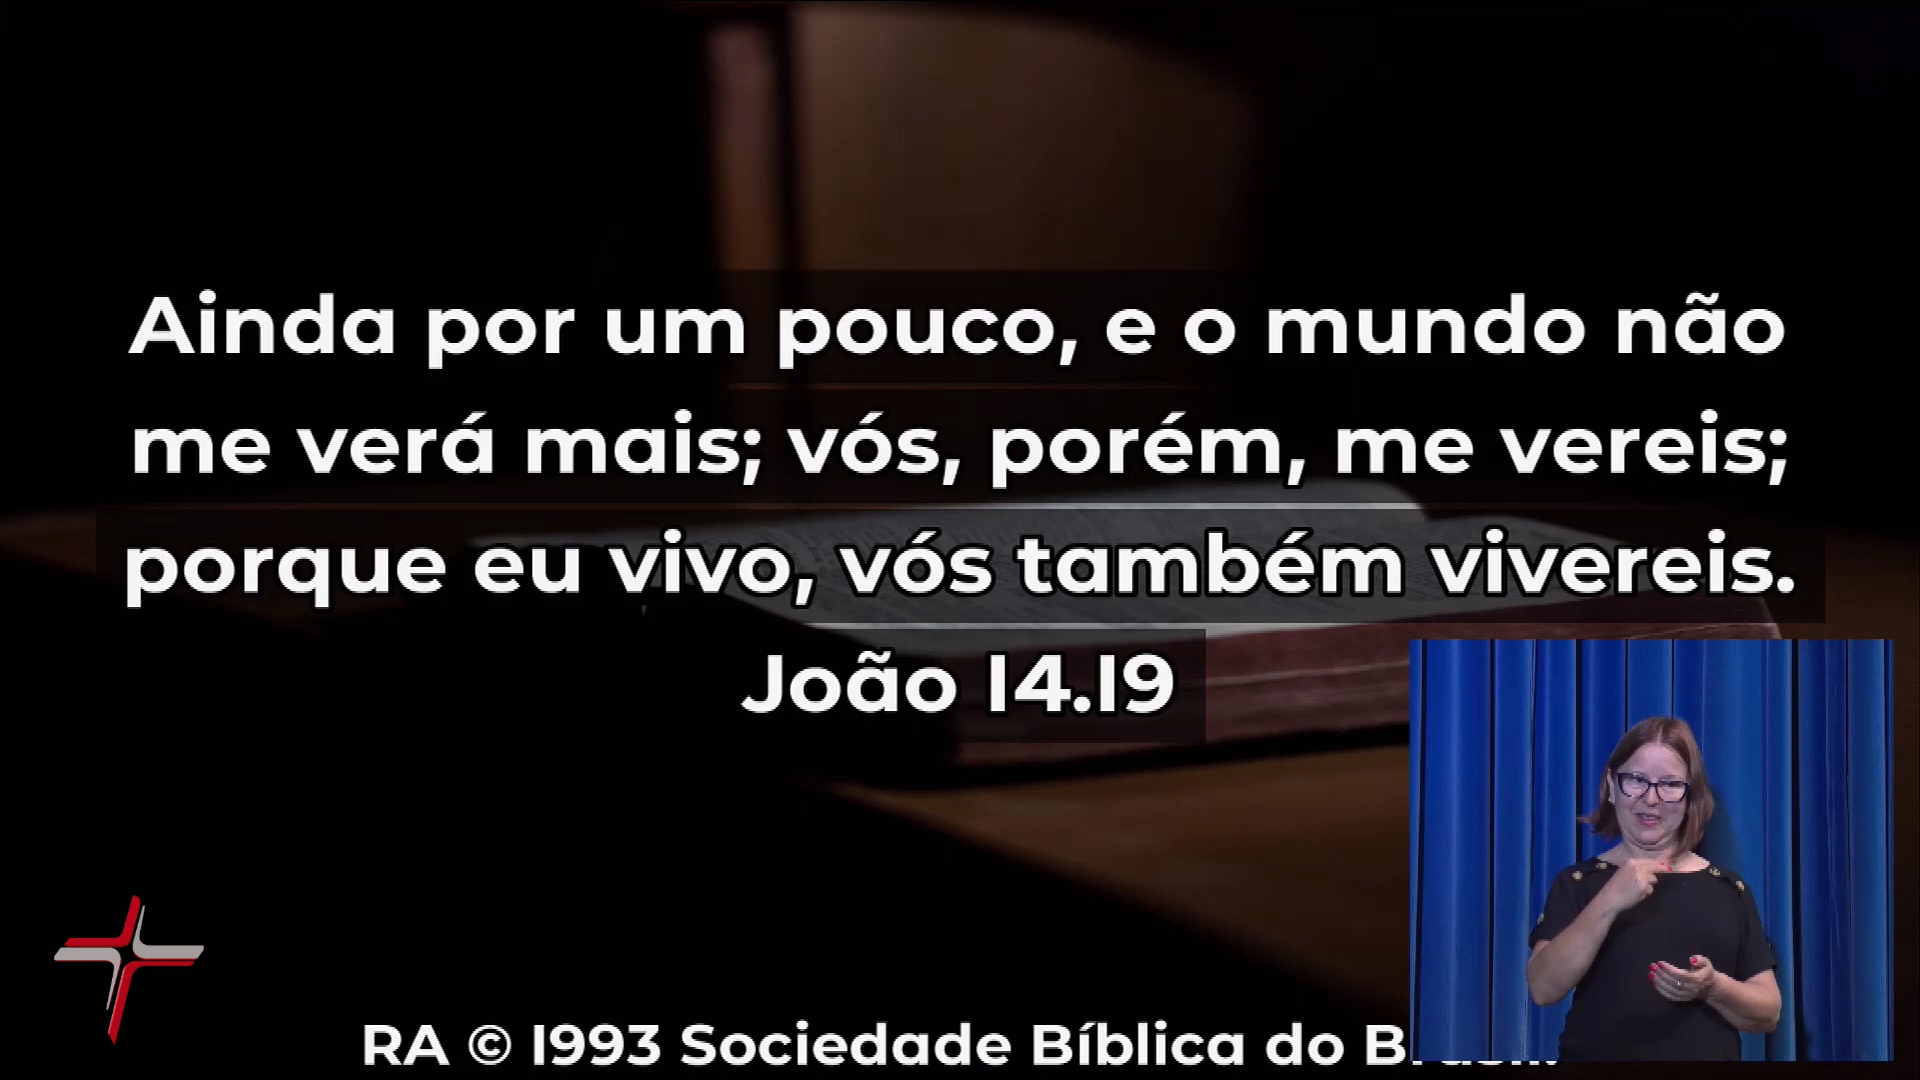 Ainda por um pouco, e o mundo não
me verá mais; vós, porém, me vereis;
porque eu vivo, vós também vivereis.
João 14.19
RA © 1993 Sociedade Bíblica do